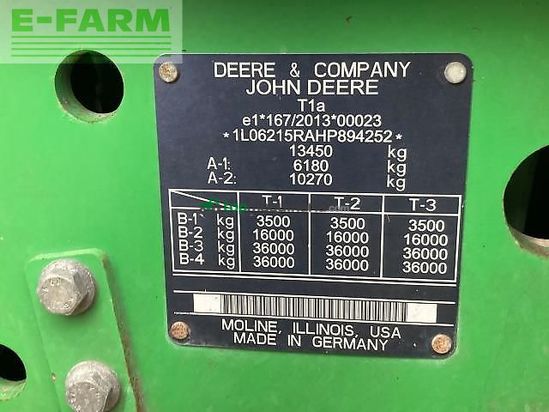 E-FARM
DEERE & COMPANY
JOHN DEERE
T1a
e1*167/2013*00023
*1L06215RAHP894252*
13450 kg
A-1: 6180 kg
A-2: 10270 kg
T-1 T-2 T-3
B-1 kg 3500 3500 3500
B-2 kg 16000 16000 16000
B-3 kg 36000 36000 36000
B-4 kg 36000 36000 36000
MOLINE, ILLINOIS, USA
MADE IN GERMANY